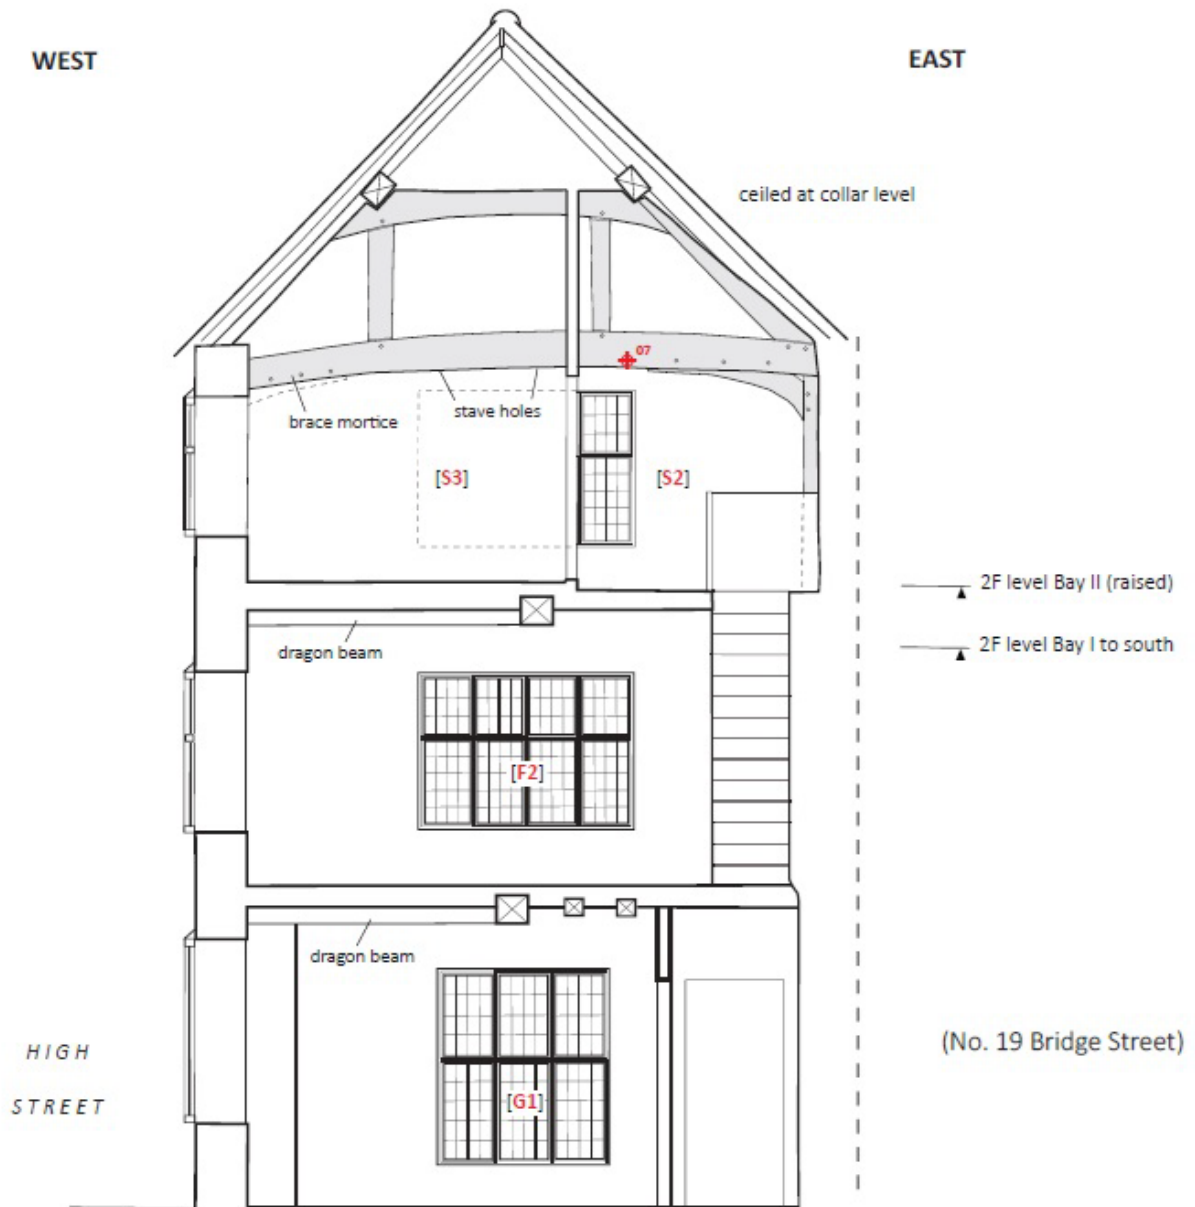 WEST
EAST
ceiled at collar level
07
brace mortice
stave holes
[S3]
[S2]
2F level Bay II (raised)
dragon beam
2F level Bay I to south
[F2]
dragon beam
HIGH
STREET
(No. 19 Bridge Street)
[G1]